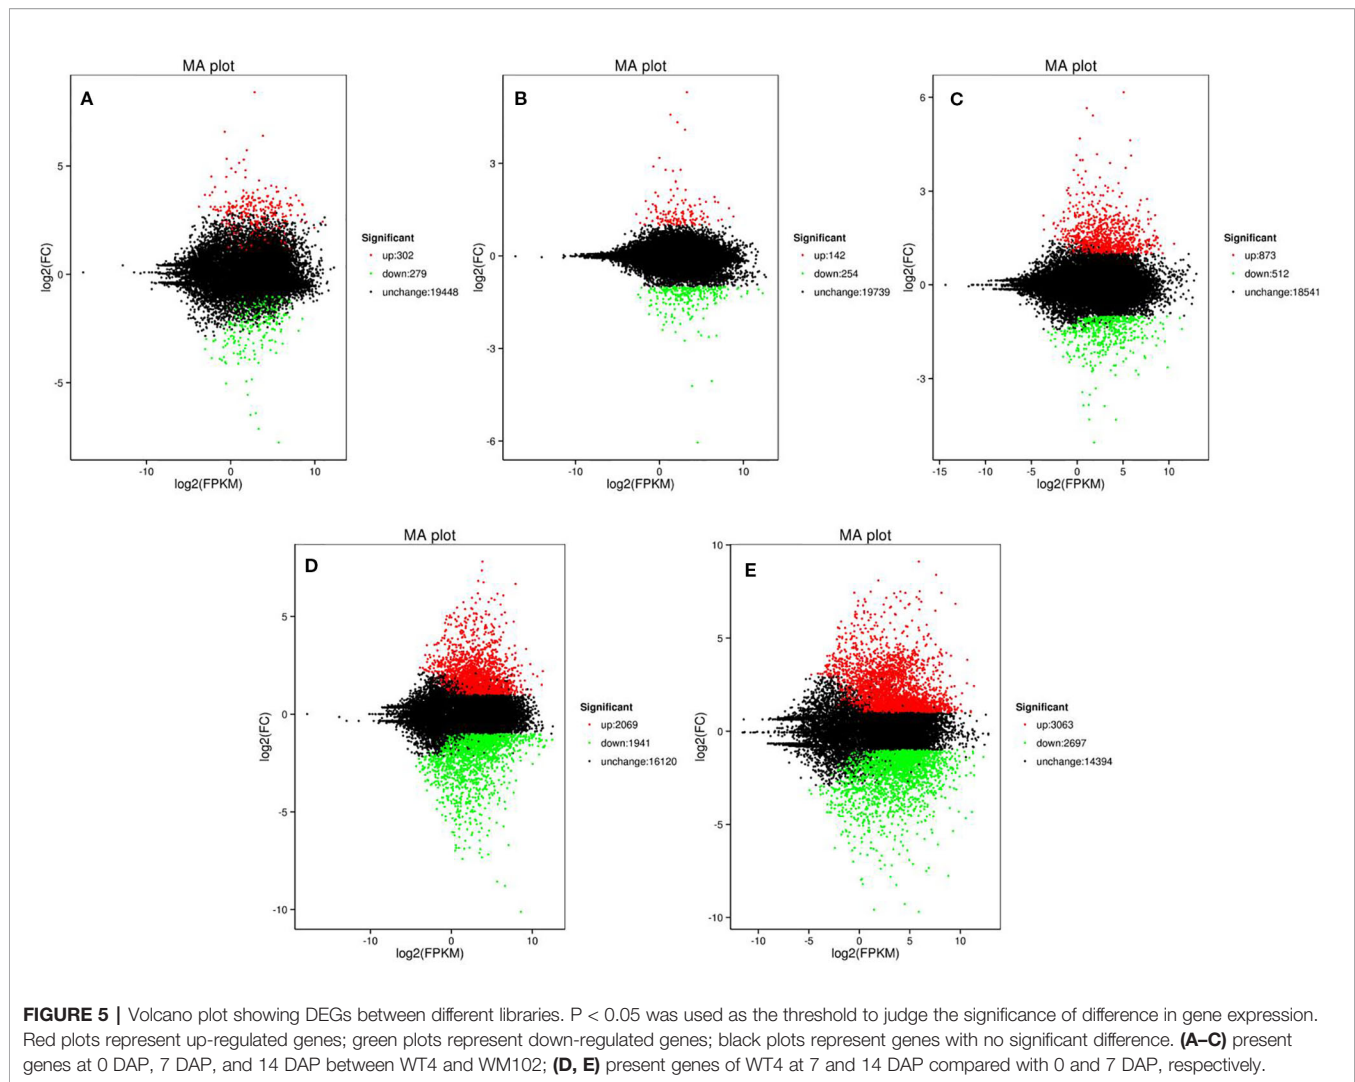 MA plot
A
5
0
-5
log2(FC)
-10
0
10
log2(FPKM)
Significant
up:302
down:279
unchange:19448
MA plot
B
3
0
-3
-6
log2(FC)
-10
0
10
log2(FPKM)
Significant
up:142
down:254
unchange:19739
MA plot
C
6
3
0
-3
log2(FC)
-15
-10
-5
0
5
10
log2(FPKM)
Significant
up:873
down:512
unchange:18541
MA plot
D
5
0
-5
-10
log2(FC)
-10
0
10
log2(FPKM)
Significant
up:2069
down:1941
unchange:16120
MA plot
E
10
5
0
-5
-10
log2(FC)
-10
-5
0
5
10
log2(FPKM)
Significant
up:3063
down:2697
unchange:14394
FIGURE 5 | Volcano plot showing DEGs between different libraries. P < 0.05 was used as the threshold to judge the significance of difference in gene expression.
Red plots represent up-regulated genes; green plots represent down-regulated genes; black plots represent genes with no significant difference. (A–C) present
genes at 0 DAP, 7 DAP, and 14 DAP between WT4 and WM102; (D, E) present genes of WT4 at 7 and 14 DAP compared with 0 and 7 DAP, respectively.